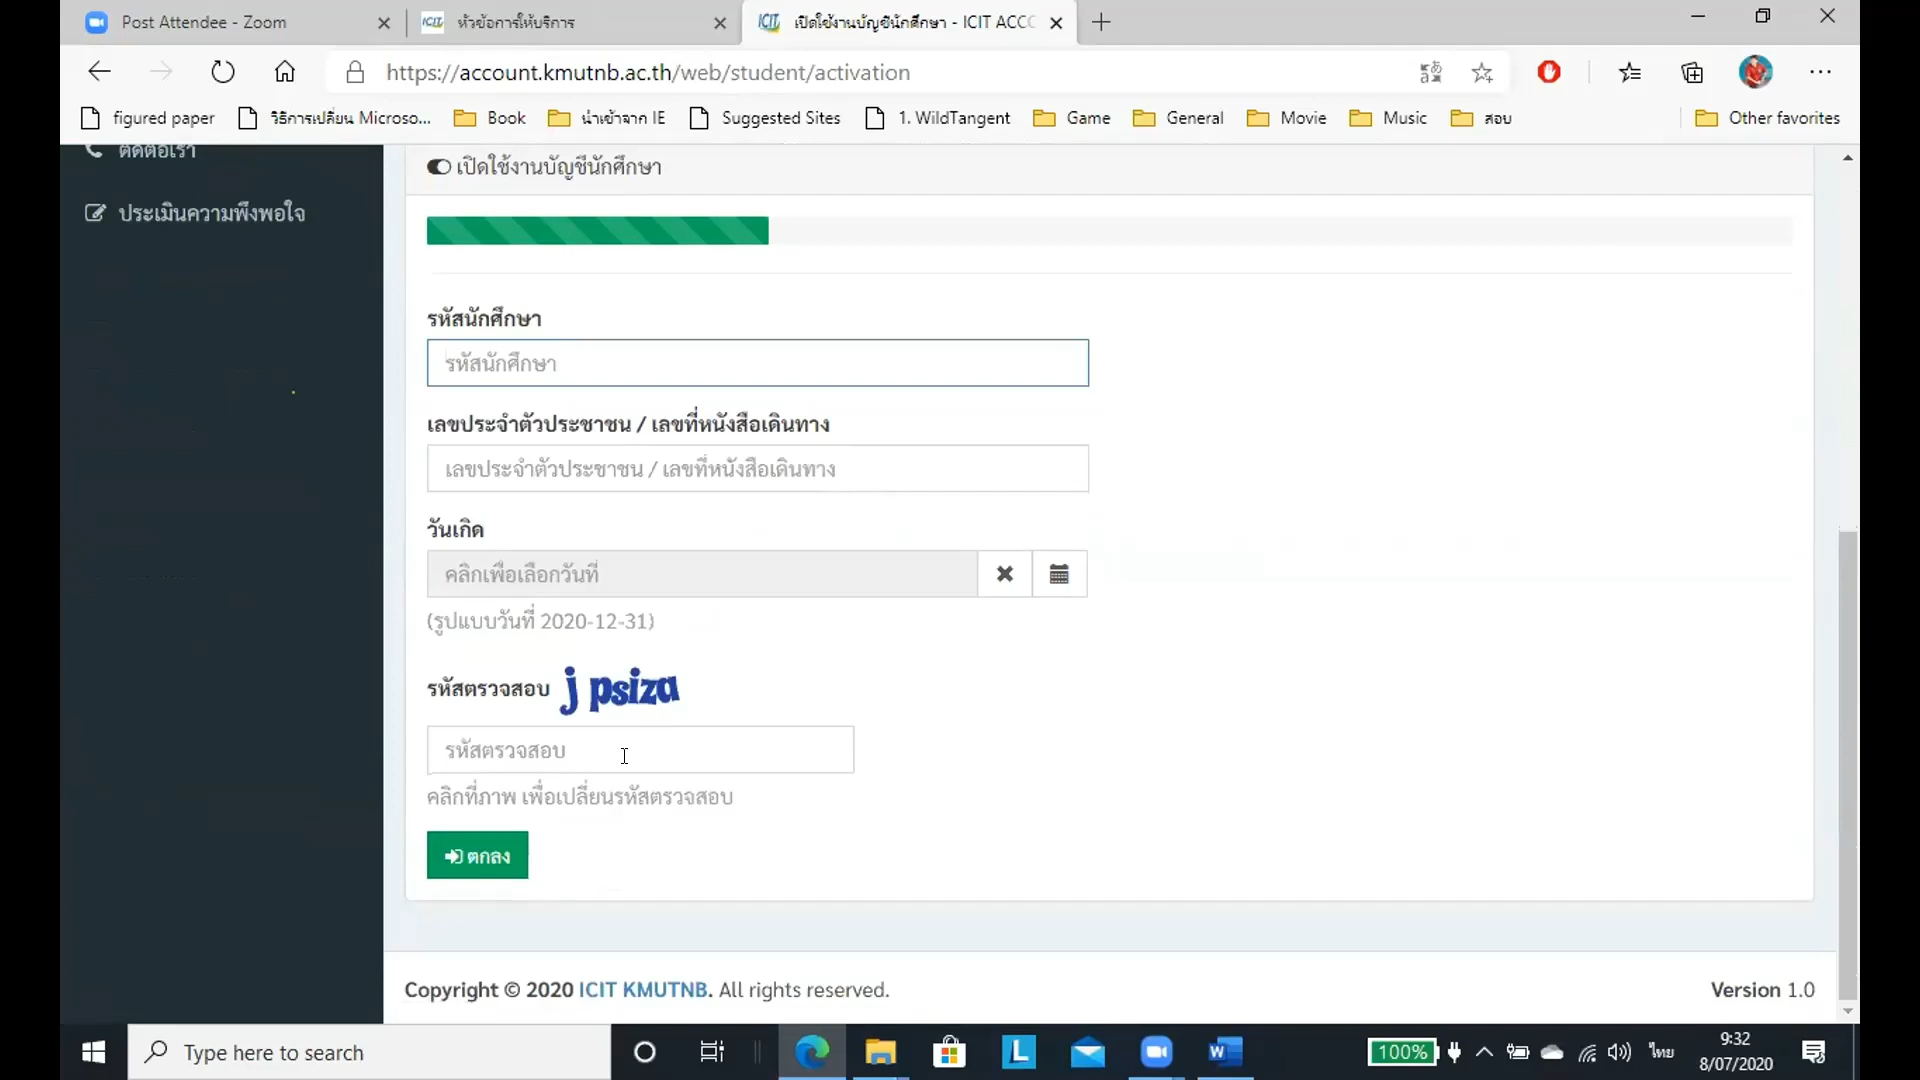 Post Attendee - Zoom
หัวข้อการให้บริการ
เปิดใช้งานบัญชีนักศึกษา - ICIT ACCC
https://account.kmutnb.ac.th/web/student/activation
figured paper
วิธีการเปลี่ยน Microso...
Book
นำเข้าจาก IE
Suggested Sites
1. WildTangent
Game
General
Movie
Music
สอบ
Other favorites
ติดต่อเรา
เปิดใช้งานบัญชีนักศึกษา
ประเมินความพึงพอใจ
รหัสนักศึกษา
รหัสนักศึกษา
เลขประจำตัวประชาชน / เลขที่หนังสือเดินทาง
เลขประจำตัวประชาชน / เลขที่หนังสือเดินทาง
วันเกิด
คลิกเพื่อเลือกวันที่
(รูปแบบวันที่ 2020-12-31)
รหัสตรวจสอบ j psiza
รหัสตรวจสอบ
คลิกที่ภาพ เพื่อเปลี่ยนรหัสตรวจสอบ
ตกลง
Copyright © 2020 ICIT KMUTNB. All rights reserved.
Version 1.0
Type here to search
100%
ไทย
9:32
8/07/2020